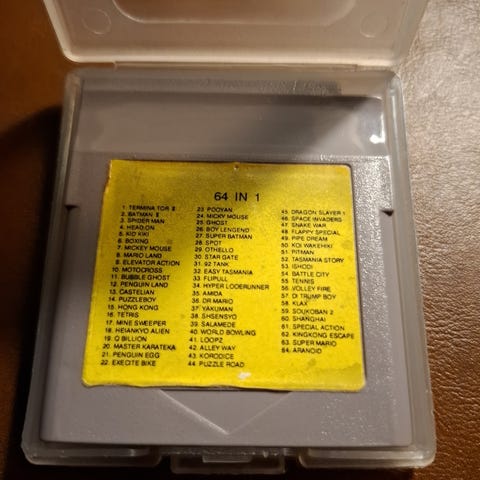 64 IN 1
1. TERMINATOR II
2. BATMAN II
3. SPIDER MAN
4. HEAD,ON
5. KID KIKI
6. BOXING
7. MICKEY MOUSE
8. MARIO LAND
9. ELEVATOR ACTION
10. MOTOCROSS
11. BUBBLE GHOST
12. PENGUIN LAND
13. CASTELIAN
14. PUZZLEBOY
15. HONG KONG
16. TETRIS
17. MINE SWEEPER
18. HEIANKYO ALIEN
19. Q BILLION
20. MASTER KARATEKA
21. PENGUIN EGG
22. EXECITE BIKE
23. POOYAN
24. MICKY MOUSE
25. GHOST
26. BOY LENGEND
27. SUPER BATMAN
28. SPOT
29. OTHELLO
30. STAR GATE
31. 92 TANK
32. EASY TASMANIA
33. FLIPULL
34. HYPER LODERUNNER
35. AMIDA
36. DR MARIO
37. YAKUMAN
38. SHISENSYO
39. SALAMEDE
40. WORLD BOWLING
41. LOOPZ
42. ALLEY WAY
43. KORODICE
44. PUZZLE ROAD
45. DRAGON SLAYER 1
46. SPACE INVADERS
47. SNAKE WAR
48. FLAPPY SPECIAL
49. PIPE DREAM
50. KOI WAKEHIKI
51. PITMAN
52. TASMANIA STORY
53. ISHIDO
54. BATTLE CITY
55. TENNIS
56. VOLLEY FIRE
57. TRUMP BOY
58. KLAX
59. SOUKOBAN 2
60. SHANGHAI
61. SPECIAL ACTION
62. KINGKONG ESCAPE
63. SUPER MARIO
64. ARANOID